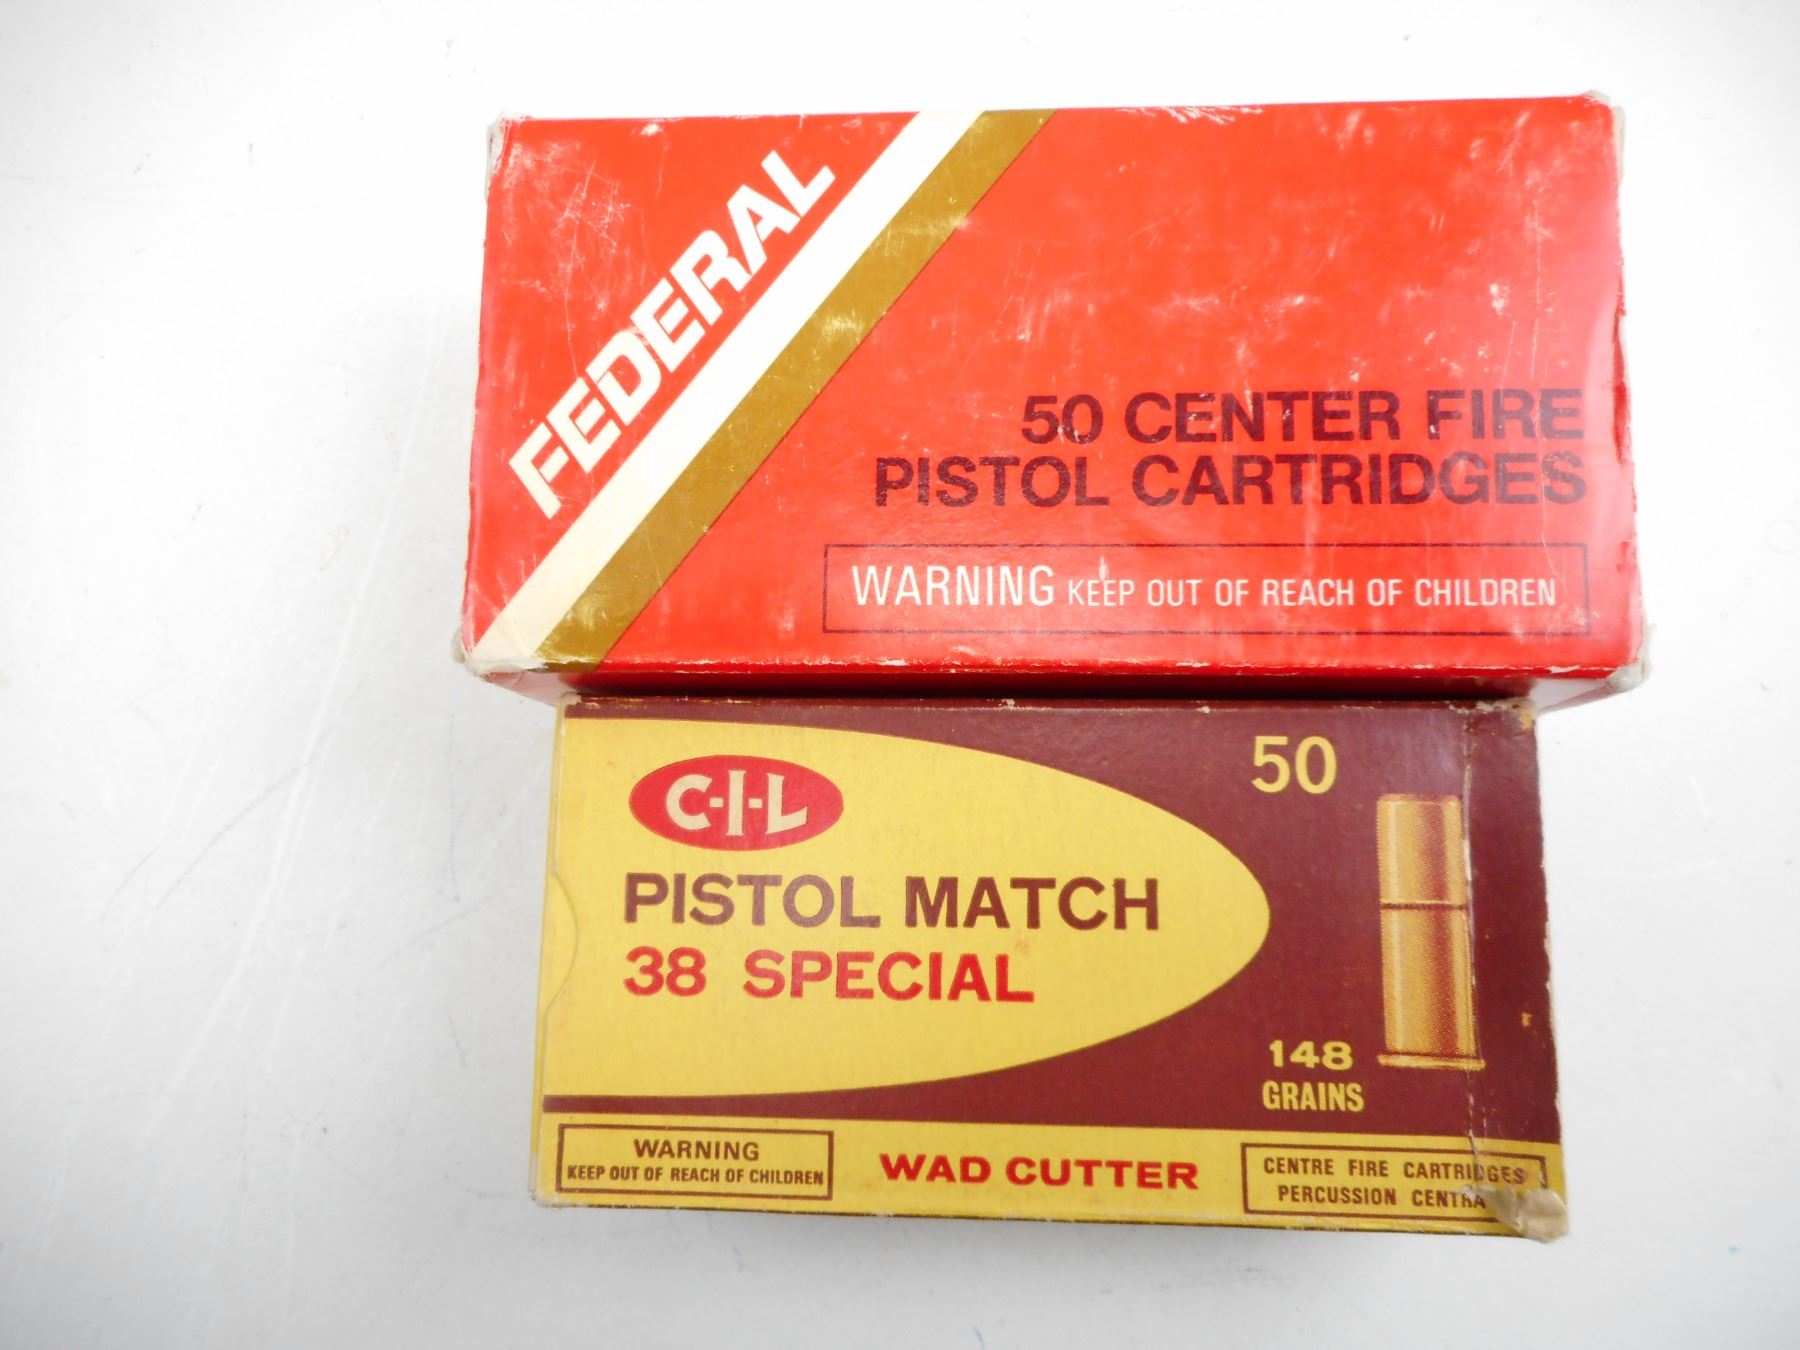 FEDERAL
50 CENTER FIRE
PISTOL CARTRIDGES
WARNING KEEP OUT OF REACH OF CHILDREN
C-I-L
50
PISTOL MATCH
38 SPECIAL
148
GRAINS
WARNING
KEEP OUT OF REACH OF CHILDREN
WAD CUTTER
CENTRE FIRE CARTRIDGES
PERCUSSION